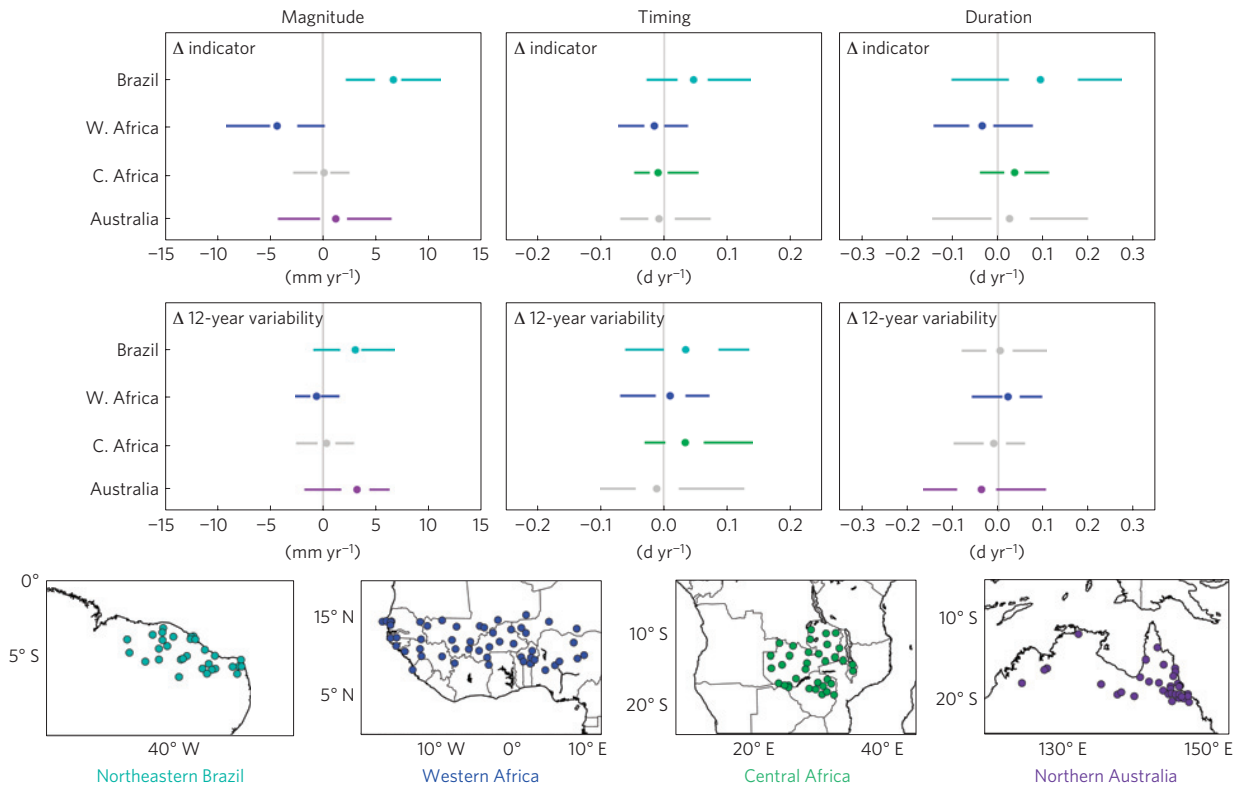 Magnitude Timing Duration
Δ indicator Δ indicator Δ indicator
Brazil
W. Africa
C. Africa
Australia
−15 −10 −5 0 5 10 15 −0.2 −0.1 0.0 0.1 0.2 −0.3 −0.2 −0.1 0.0 0.1 0.2 0.3
(mm yr⁻¹) (d yr⁻¹) (d yr⁻¹)
Δ 12-year variability Δ 12-year variability Δ 12-year variability
Brazil
W. Africa
C. Africa
Australia
−15 −10 −5 0 5 10 15 −0.2 −0.1 0.0 0.1 0.2 −0.3 −0.2 −0.1 0.0 0.1 0.2 0.3
(mm yr⁻¹) (d yr⁻¹) (d yr⁻¹)
0°
5° S
40° W
Northeastern Brazil
15° N
5° N
10° W 0° 10° E
Western Africa
10° S
20° S
20° E 40° E
Central Africa
10° S
20° S
130° E 150° E
Northern Australia